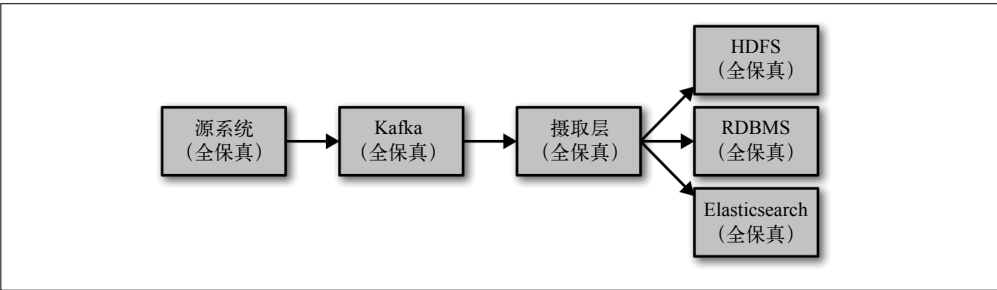 源系统
（全保真）
Kafka
（全保真）
摄取层
（全保真）
HDFS
（全保真）
RDBMS
（全保真）
Elasticsearch
（全保真）